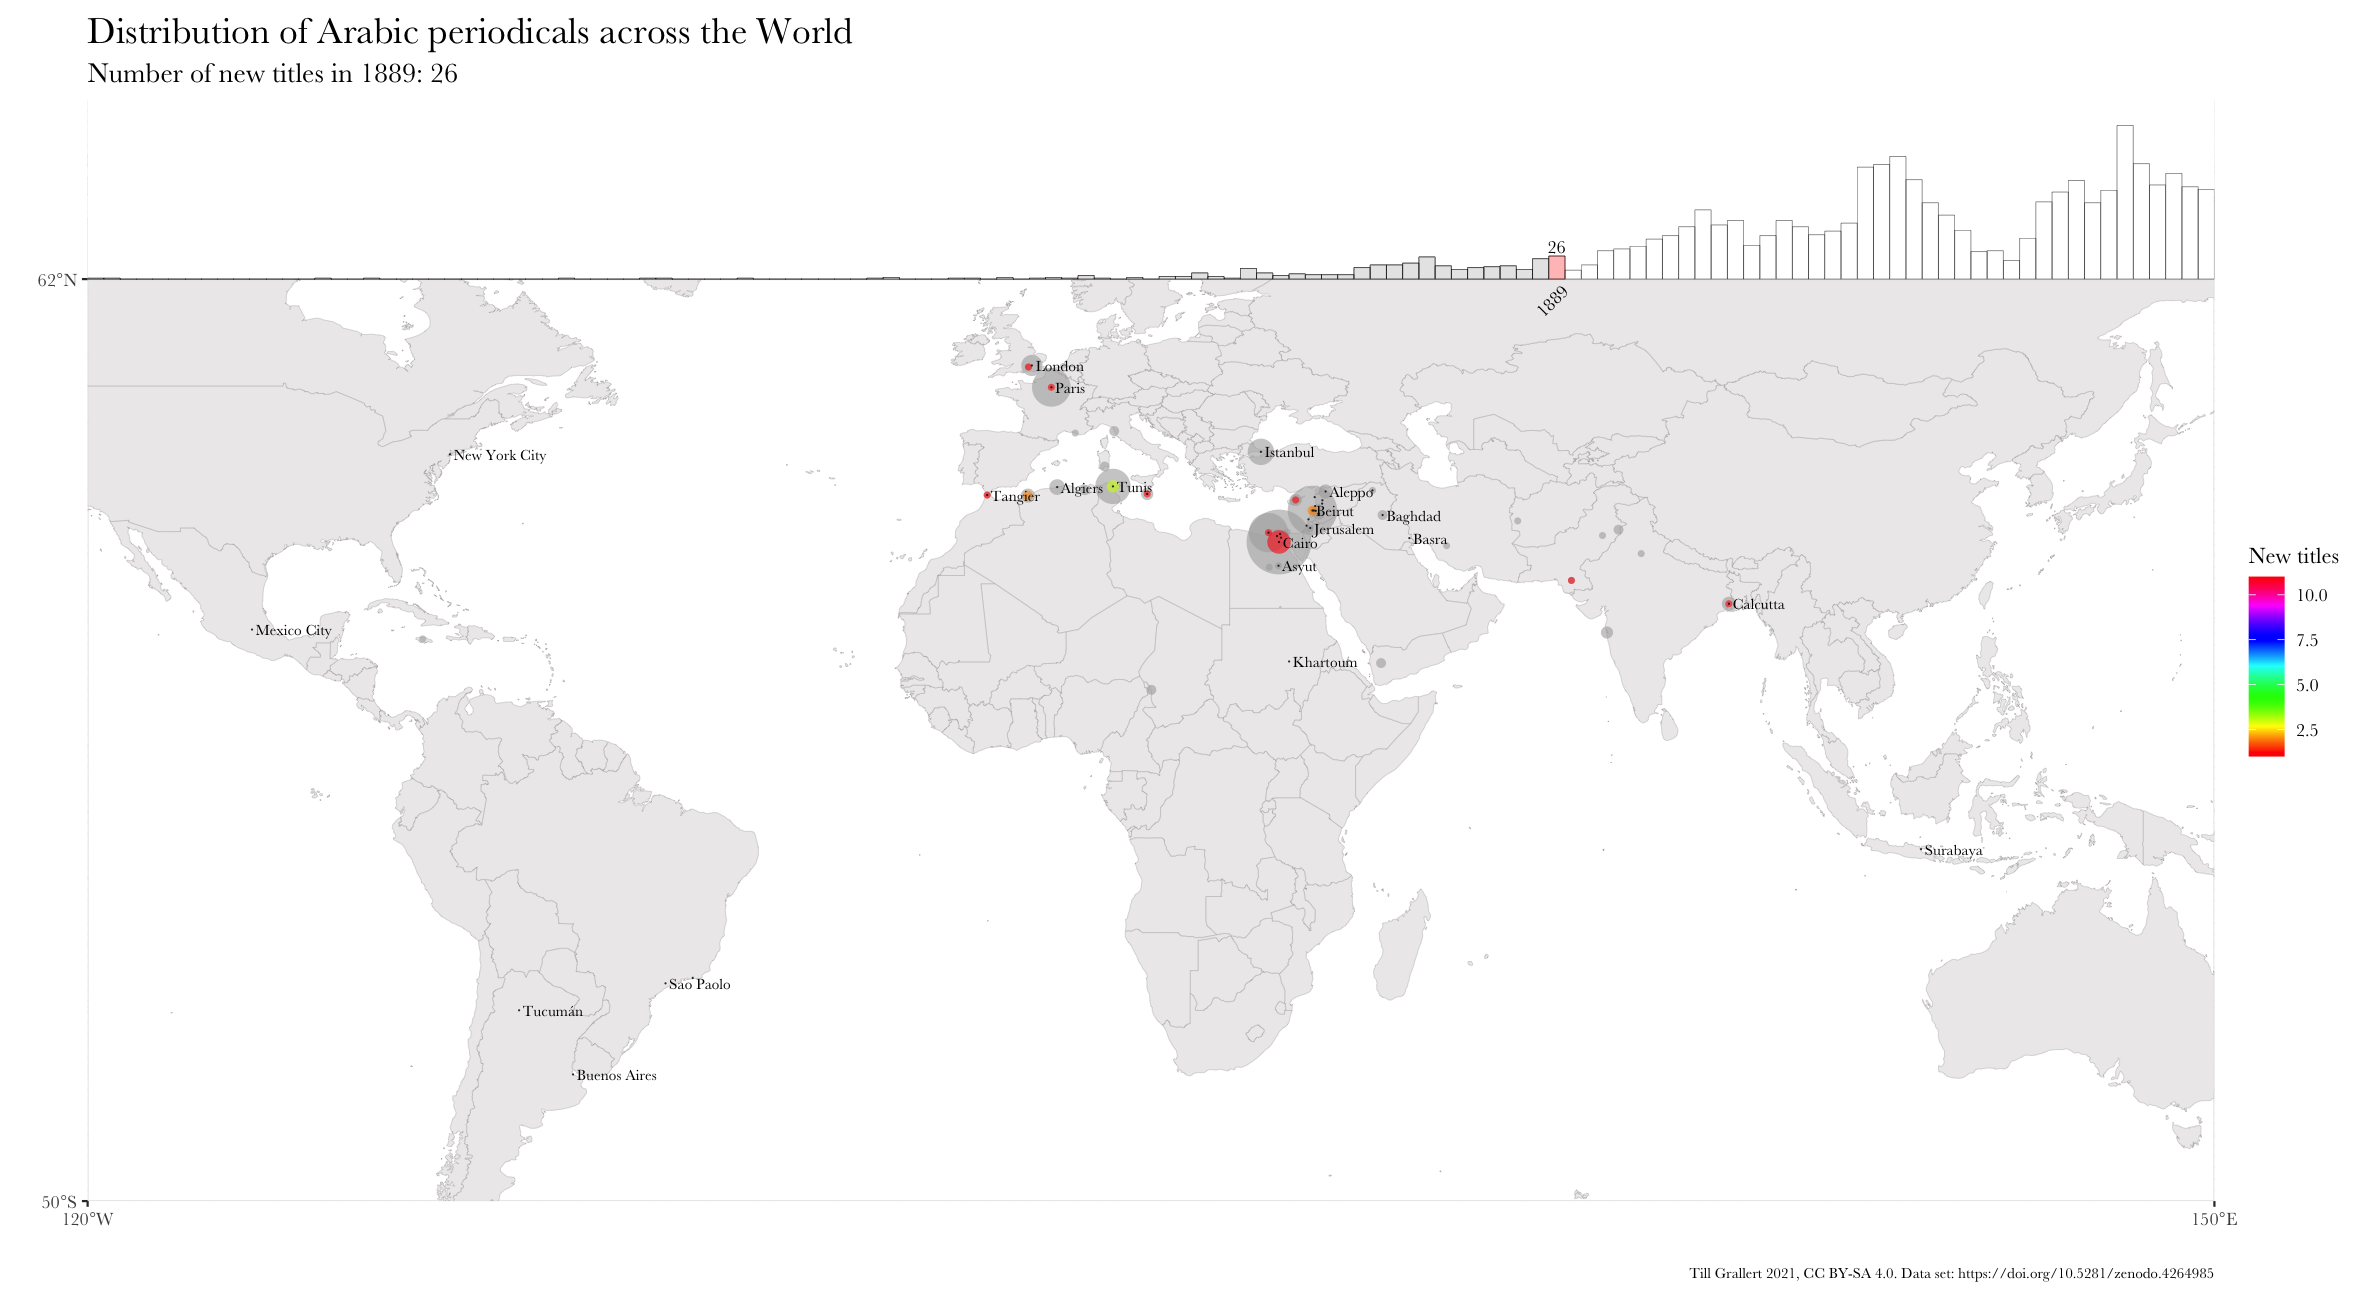 Distribution of Arabic periodicals across the World
Number of new titles in 1889: 26
26
62°N
1889
London
Paris
New York City
Istanbul
Tangier
Algiers
Tunis
Aleppo
Beirut
Baghdad
Jerusalem
Basra
Cairo
Asyut
Calcutta
Mexico City
Khartoum
Surabaya
Sao Paolo
Tucumán
Buenos Aires
New titles
10.0
7.5
5.0
2.5
50°S
120°W
150°E
Till Grallert 2021, CC BY-SA 4.0. Data set: https://doi.org/10.5281/zenodo.4264985